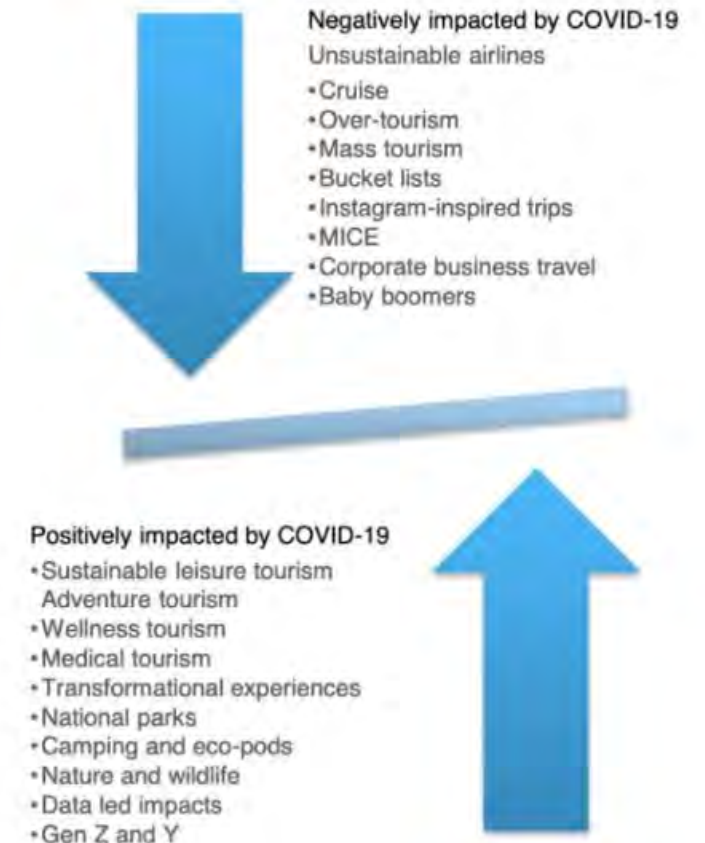 Negatively impacted by COVID-19
Unsustainable airlines
•Cruise
•Over-tourism
•Mass tourism
•Bucket lists
•Instagram-inspired trips
•MICE
•Corporate business travel
•Baby boomers
Positively impacted by COVID-19
•Sustainable leisure tourism
Adventure tourism
•Wellness tourism
•Medical tourism
•Transformational experiences
•National parks
•Camping and eco-pods
•Nature and wildlife
•Data led impacts
•Gen Z and Y